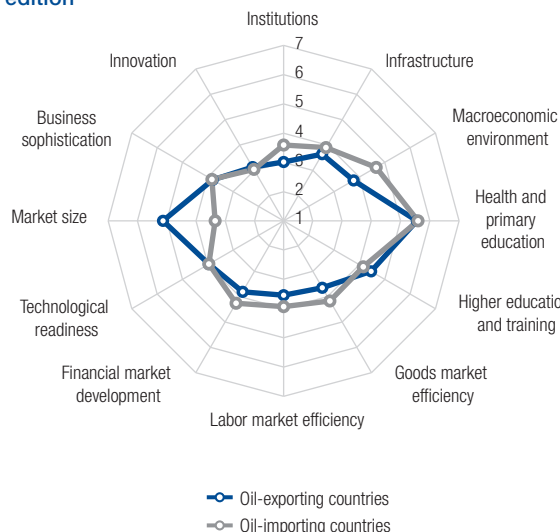 edition
Institutions
Innovation
Infrastructure
Business
sophistication
Macroeconomic
environment
Market size
Health and
primary
education
Technological
readiness
Higher educatio
and training
Financial market
development
Goods market
efficiency
Labor market efficiency
7
6
5
4
3
2
1
Oil-exporting countries
Oil-importing countries